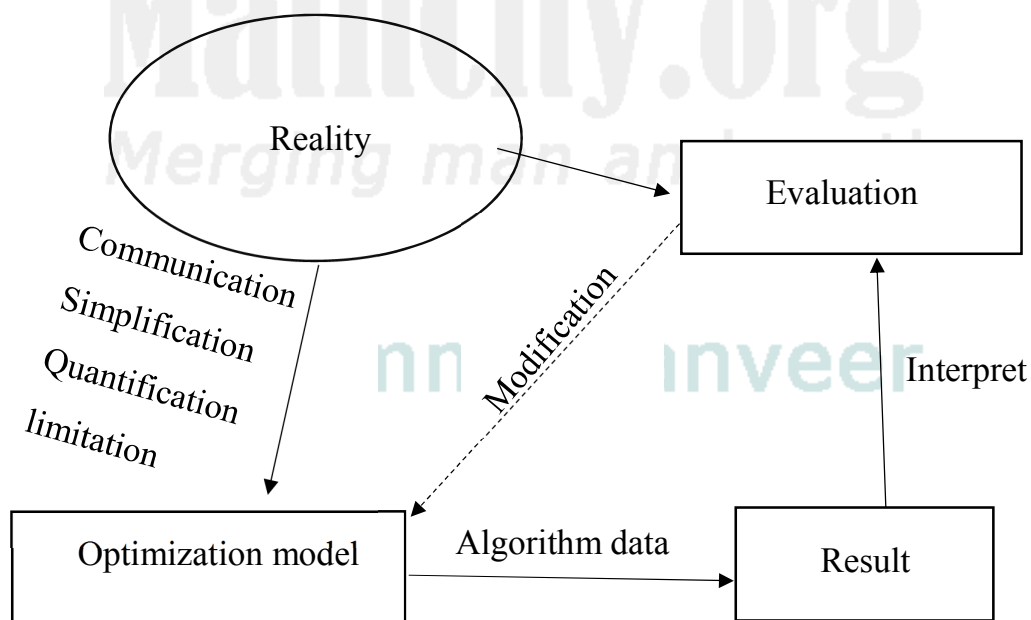 Reality
Evaluation
Communication
Simplification
Quantification
limitation
Modification
Interpret
Optimization model
Algorithm data
Result